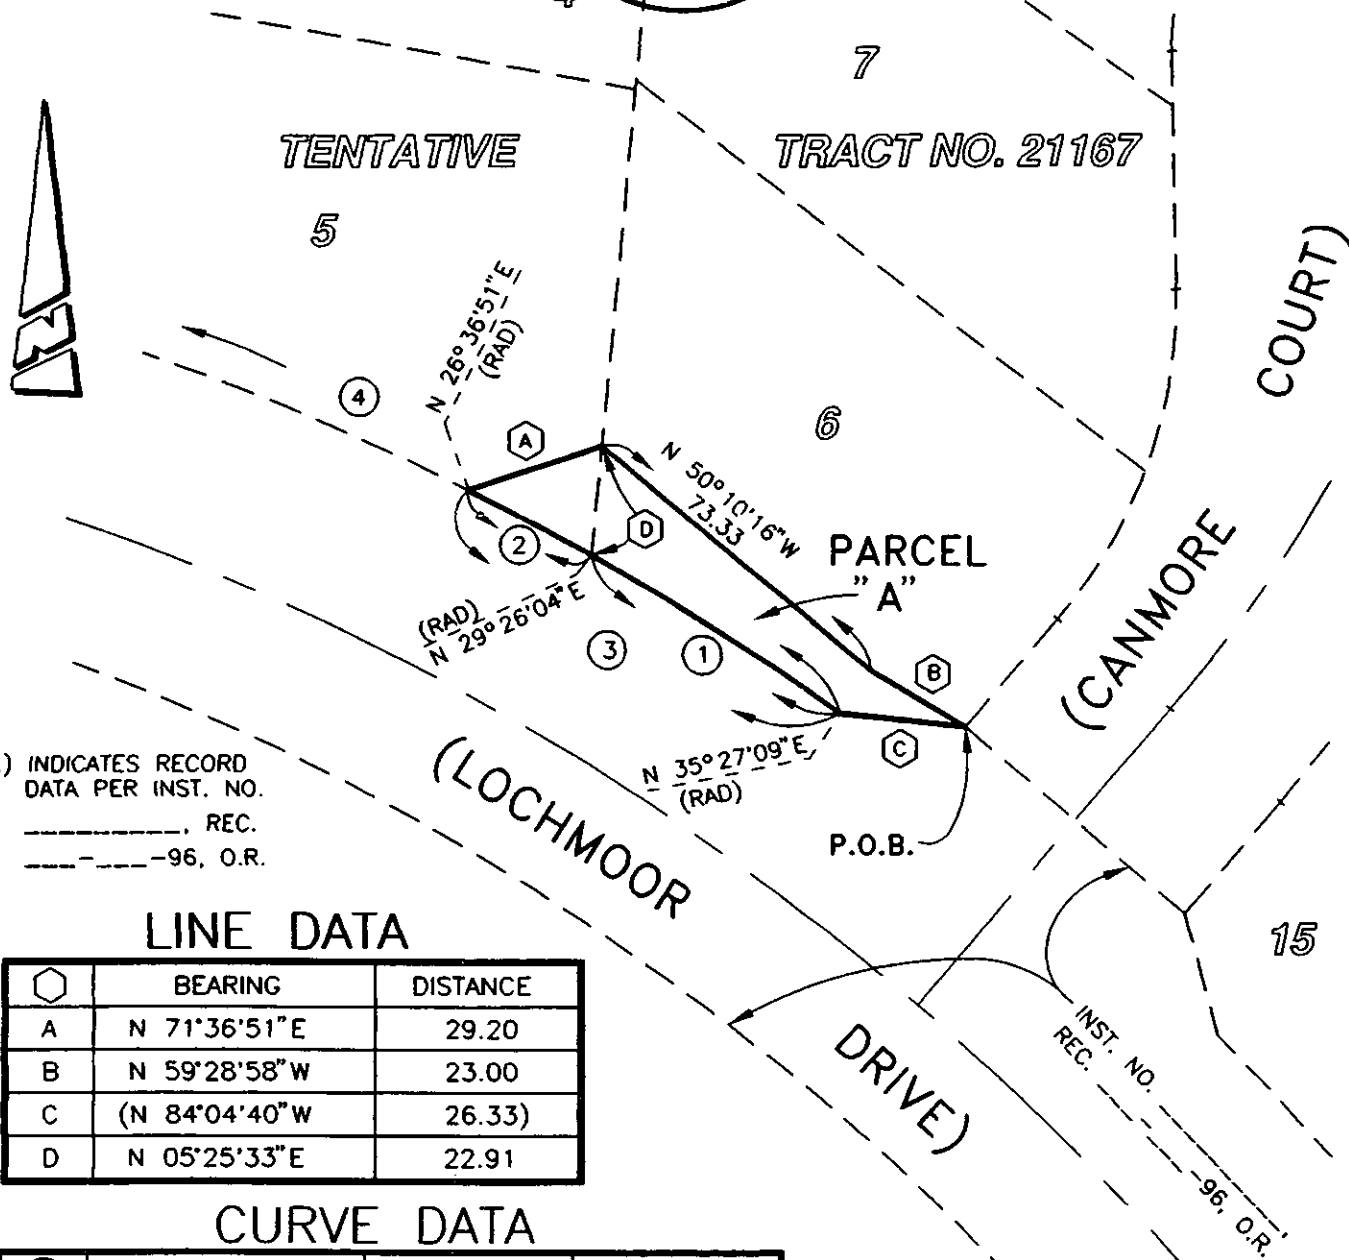 7
TENTATIVE
TRACT NO. 21167
5
N
COURT)
N 26°36'51"E
(RAD)
4
A
6
N 50°10'16"W
73.33
D
2
PARCEL
"A"
(RAD)
N 29°26'04"E
3
1
B
(CANMORE
C
N 35°27'09"E
(RAD)
P.O.B.
) INDICATES RECORD
DATA PER INST. NO.
__________, REC.
___-___-96, O.R.
(LOCHMOOR
DRIVE)
15
INST. NO.
REC. -96, O.R.
LINE DATA
BEARING DISTANCE
A N 71°36'51"E 29.20
B N 59°28'58"W 23.00
C (N 84°04'40"W 26.33)
D N 05°25'33"E 22.91
CURVE DATA